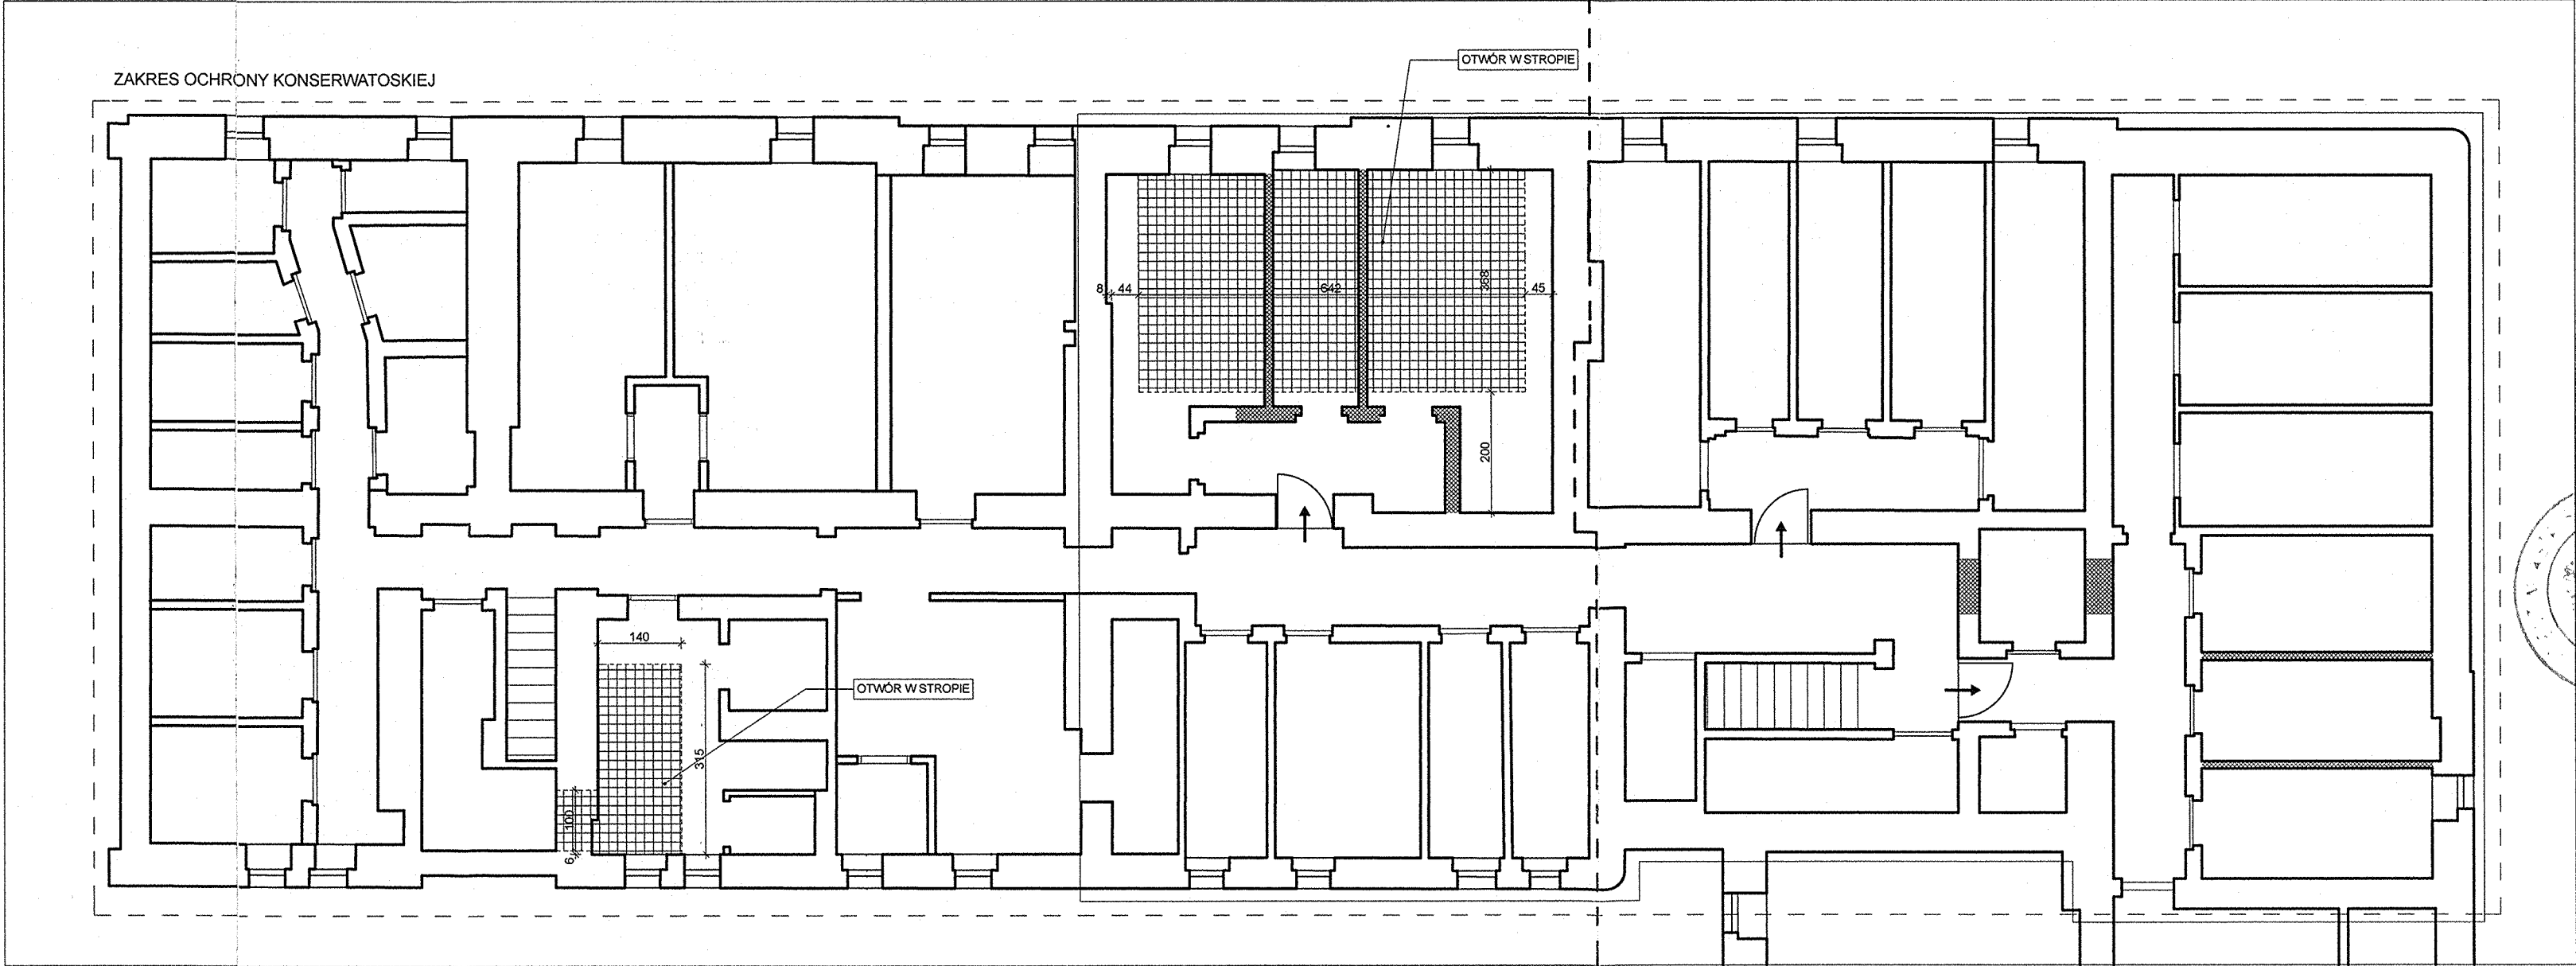 OTWÓR W STROPIE
ZAKRES OCHRONY KONSERWATOSKIEJ
8 44 642 368 45
200
140
OTWÓR W STROPIE
315
100
6